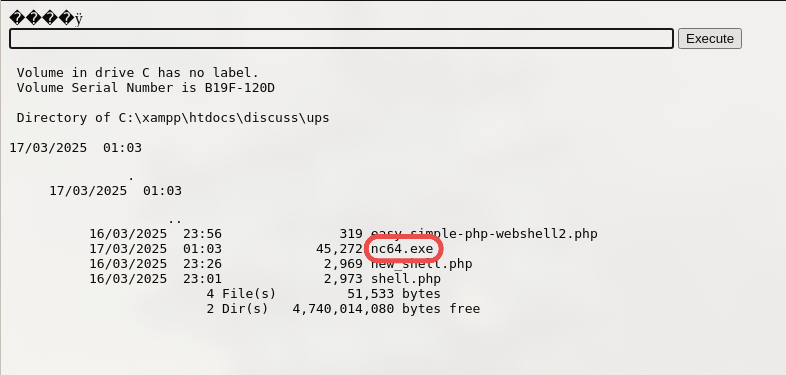 ����ÿ
Execute
Volume in drive C has no label.
Volume Serial Number is B19F-120D
Directory of C:\xampp\htdocs\discuss\ups
17/03/2025  01:03
.
17/03/2025  01:03
..
16/03/2025  23:56                319 easy-simple-php-webshell2.php
17/03/2025  01:03             45,272 nc64.exe
16/03/2025  23:26              2,969 new_shell.php
16/03/2025  23:01              2,973 shell.php
4 File(s)         51,533 bytes
2 Dir(s)   4,740,014,080 bytes free